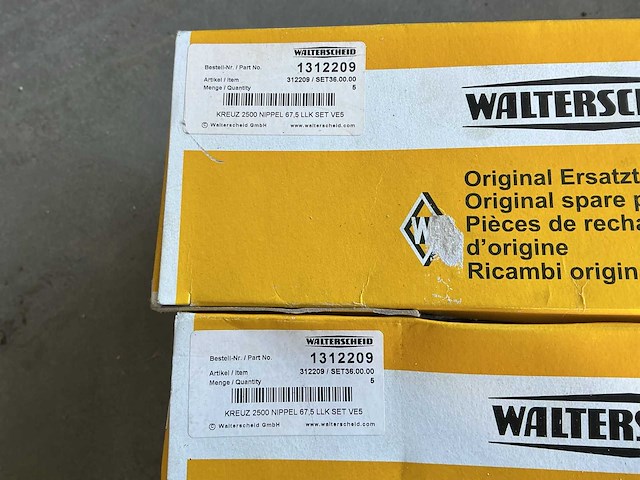 WALTERSCHEID
Bestell-Nr. / Part No. 1312209
Artikel / Item 312209 / SET36.00.00
Menge / Quantity 5
KREUZ 2500 NIPPEL 67,5 LLK SET VE5
© Walterscheid GmbH www.walterscheid.com
WALTERSCHE
Original Ersatzt
Original spare p
W
Pièces de recha
d'origine
Ricambi origin
WALTERSCHEID
Bestell-Nr. / Part No. 1312209
Artikel / Item 312209 / SET36.00.00
Menge / Quantity 5
KREUZ 2500 NIPPEL 67,5 LLK SET VE5
© Walterscheid GmbH www.walterscheid.com
WALTERS